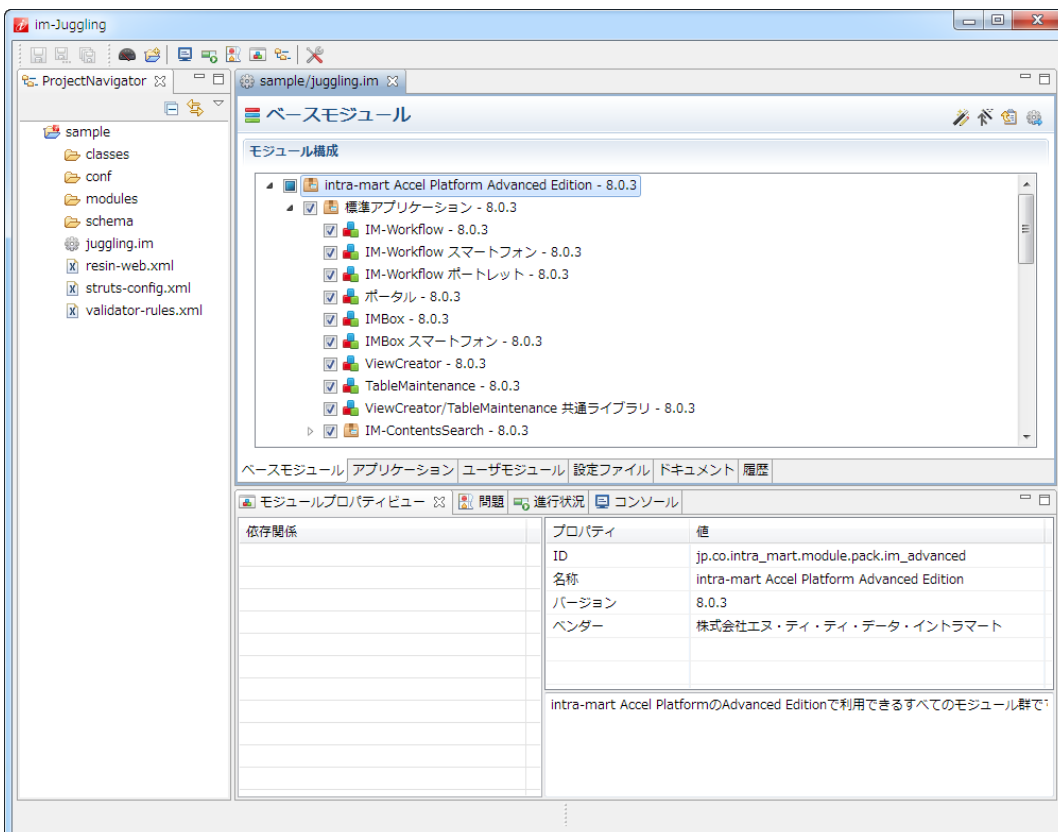 im-Juggling
ProjectNavigator
sample
classes
conf
modules
schema
juggling.im
resin-web.xml
struts-config.xml
validator-rules.xml
sample/juggling.im
ベースモジュール
モジュール構成
intra-mart Accel Platform Advanced Edition - 8.0.3
標準アプリケーション - 8.0.3
IM-Workflow - 8.0.3
IM-Workflow スマートフォン - 8.0.3
IM-Workflow ポートレット - 8.0.3
ポータル - 8.0.3
IMBox - 8.0.3
IMBox スマートフォン - 8.0.3
ViewCreator - 8.0.3
TableMaintenance - 8.0.3
ViewCreator/TableMaintenance 共通ライブラリ - 8.0.3
IM-ContentsSearch - 8.0.3
ベースモジュール アプリケーション ユーザモジュール 設定ファイル ドキュメント 履歴
モジュールプロパティビュー 問題 進行状況 コンソール
依存関係
プロパティ 値
ID jp.co.intra_mart.module.pack.im_advanced
名称 intra-mart Accel Platform Advanced Edition
バージョン 8.0.3
ベンダー 株式会社エヌ・ティ・ティ・データ・イントラマート
intra-mart Accel PlatformのAdvanced Editionで利用できるすべてのモジュール群で